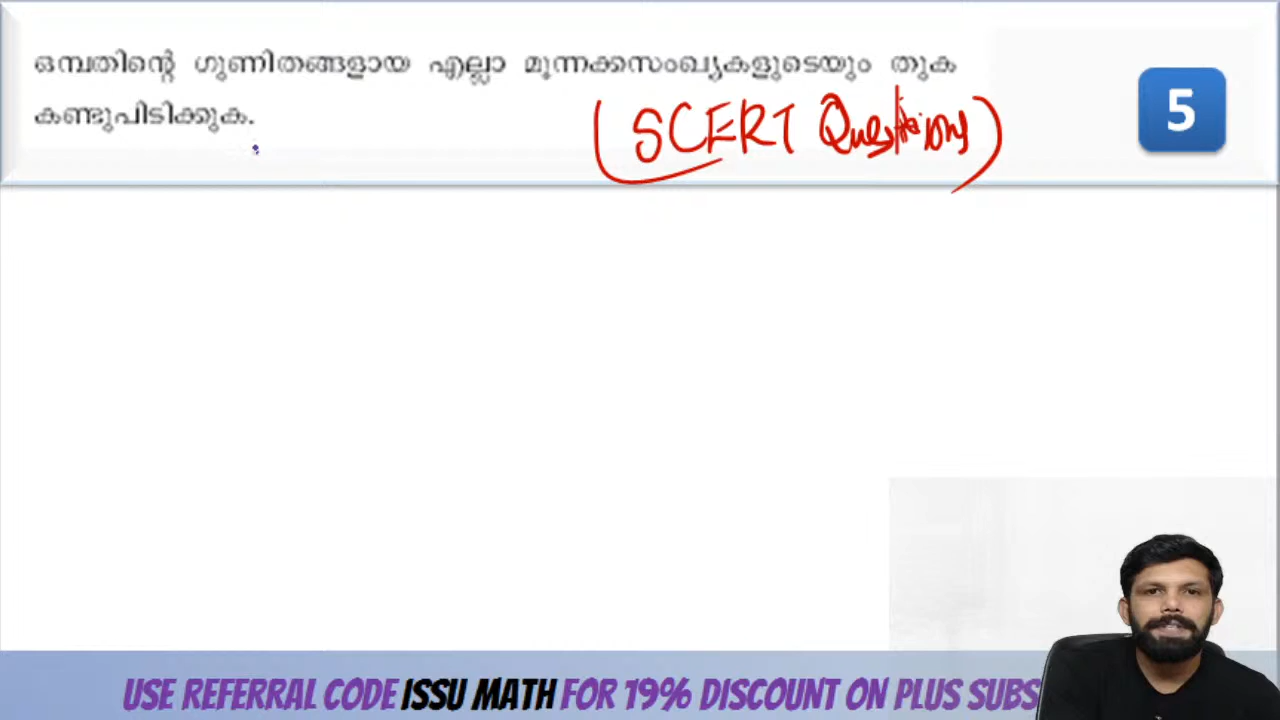 ഒമ്പതിന്റെ ഗുണിതങ്ങളായ എല്ലാ മൂന്നക്കസംഖ്യകളുടെയും തുക
കണ്ടുപിടിക്കുക.
(SCERT Questions)
5
USE REFERRAL CODE ISSU MATH FOR 19% DISCOUNT ON PLUS SUBS